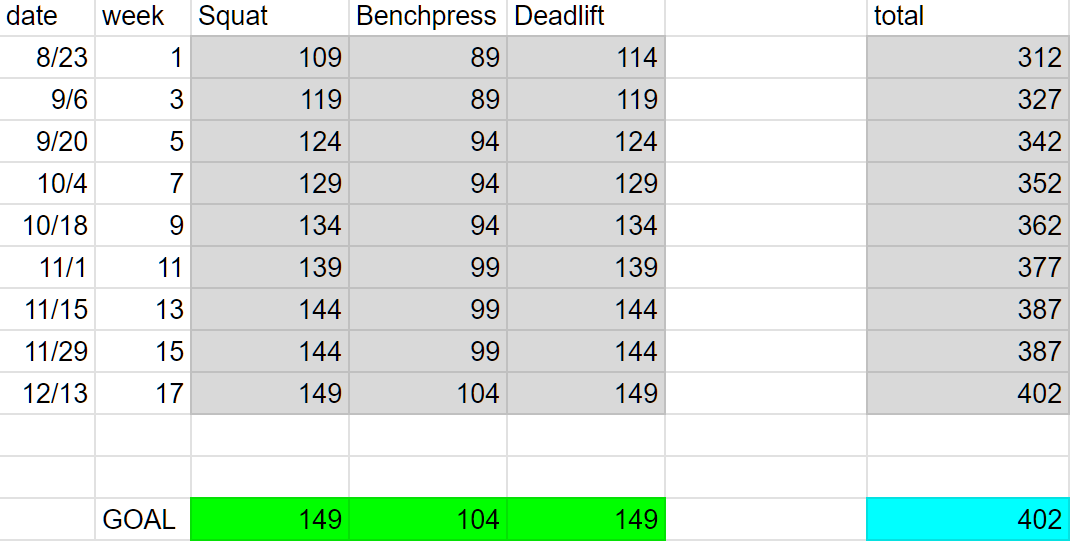 date week Squat Benchpress Deadlift total
8/23 1 109 89 114 312
9/6 3 119 89 119 327
9/20 5 124 94 124 342
10/4 7 129 94 129 352
10/18 9 134 94 134 362
11/1 11 139 99 139 377
11/15 13 144 99 144 387
11/29 15 144 99 144 387
12/13 17 149 104 149 402
GOAL 149 104 149 402